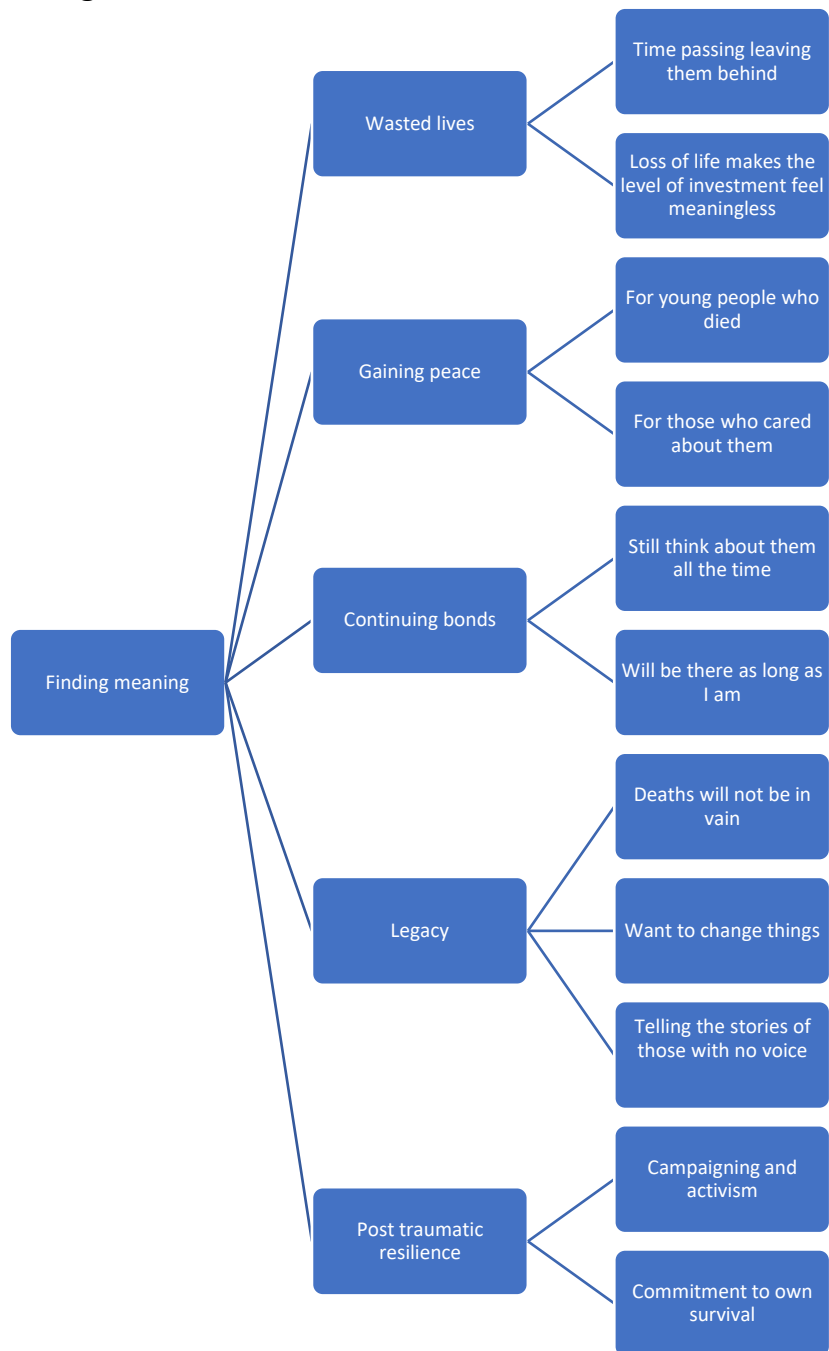 Finding meaning
Wasted lives
Time passing leaving
them behind
Loss of life makes the
level of investment feel
meaningless
Gaining peace
For young people who
died
For those who cared
about them
Continuing bonds
Still think about them
all the time
Will be there as long as
I am
Legacy
Deaths will not be in
vain
Want to change things
Telling the stories of
those with no voice
Post traumatic
resilience
Campaigning and
activism
Commitment to own
survival